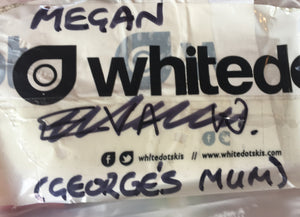 MEGAN
whitedo
whitedotskis // www.whitedotskis.com
(GEORGE'S MUM)